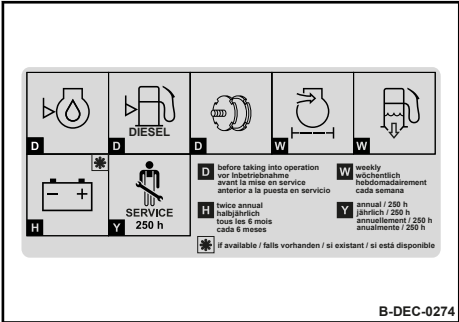 D
DIESEL
D
D
W
W
H
SERVICE
250 h
Y
D before taking into operation
vor Inbetriebnahme
avant la mise en service
anterior a la puesta en servicio
W weekly
wöchentlich
hebdomadairement
cada semana
H twice annual
halbjährlich
tous les 6 mois
cada 6 meses
Y annual / 250 h
jährlich / 250 h
annuellement / 250 h
anualmente / 250 h
if available / falls vorhanden / si existant / si está disponible
B-DEC-0274